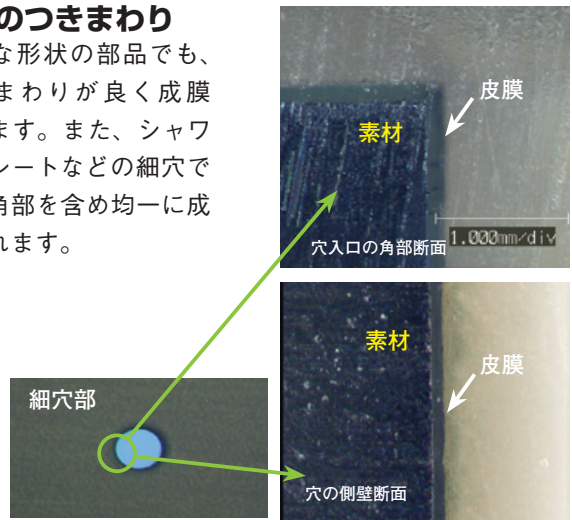 のつきまわり
な形状の部品でも、
まわりが良く成膜
ます。また、シャワ
レートなどの細穴で
角部を含め均一に成
れます。
皮膜
素材
1.000mm/div
穴入口の角部断面
素材
皮膜
細穴部
穴の側壁断面